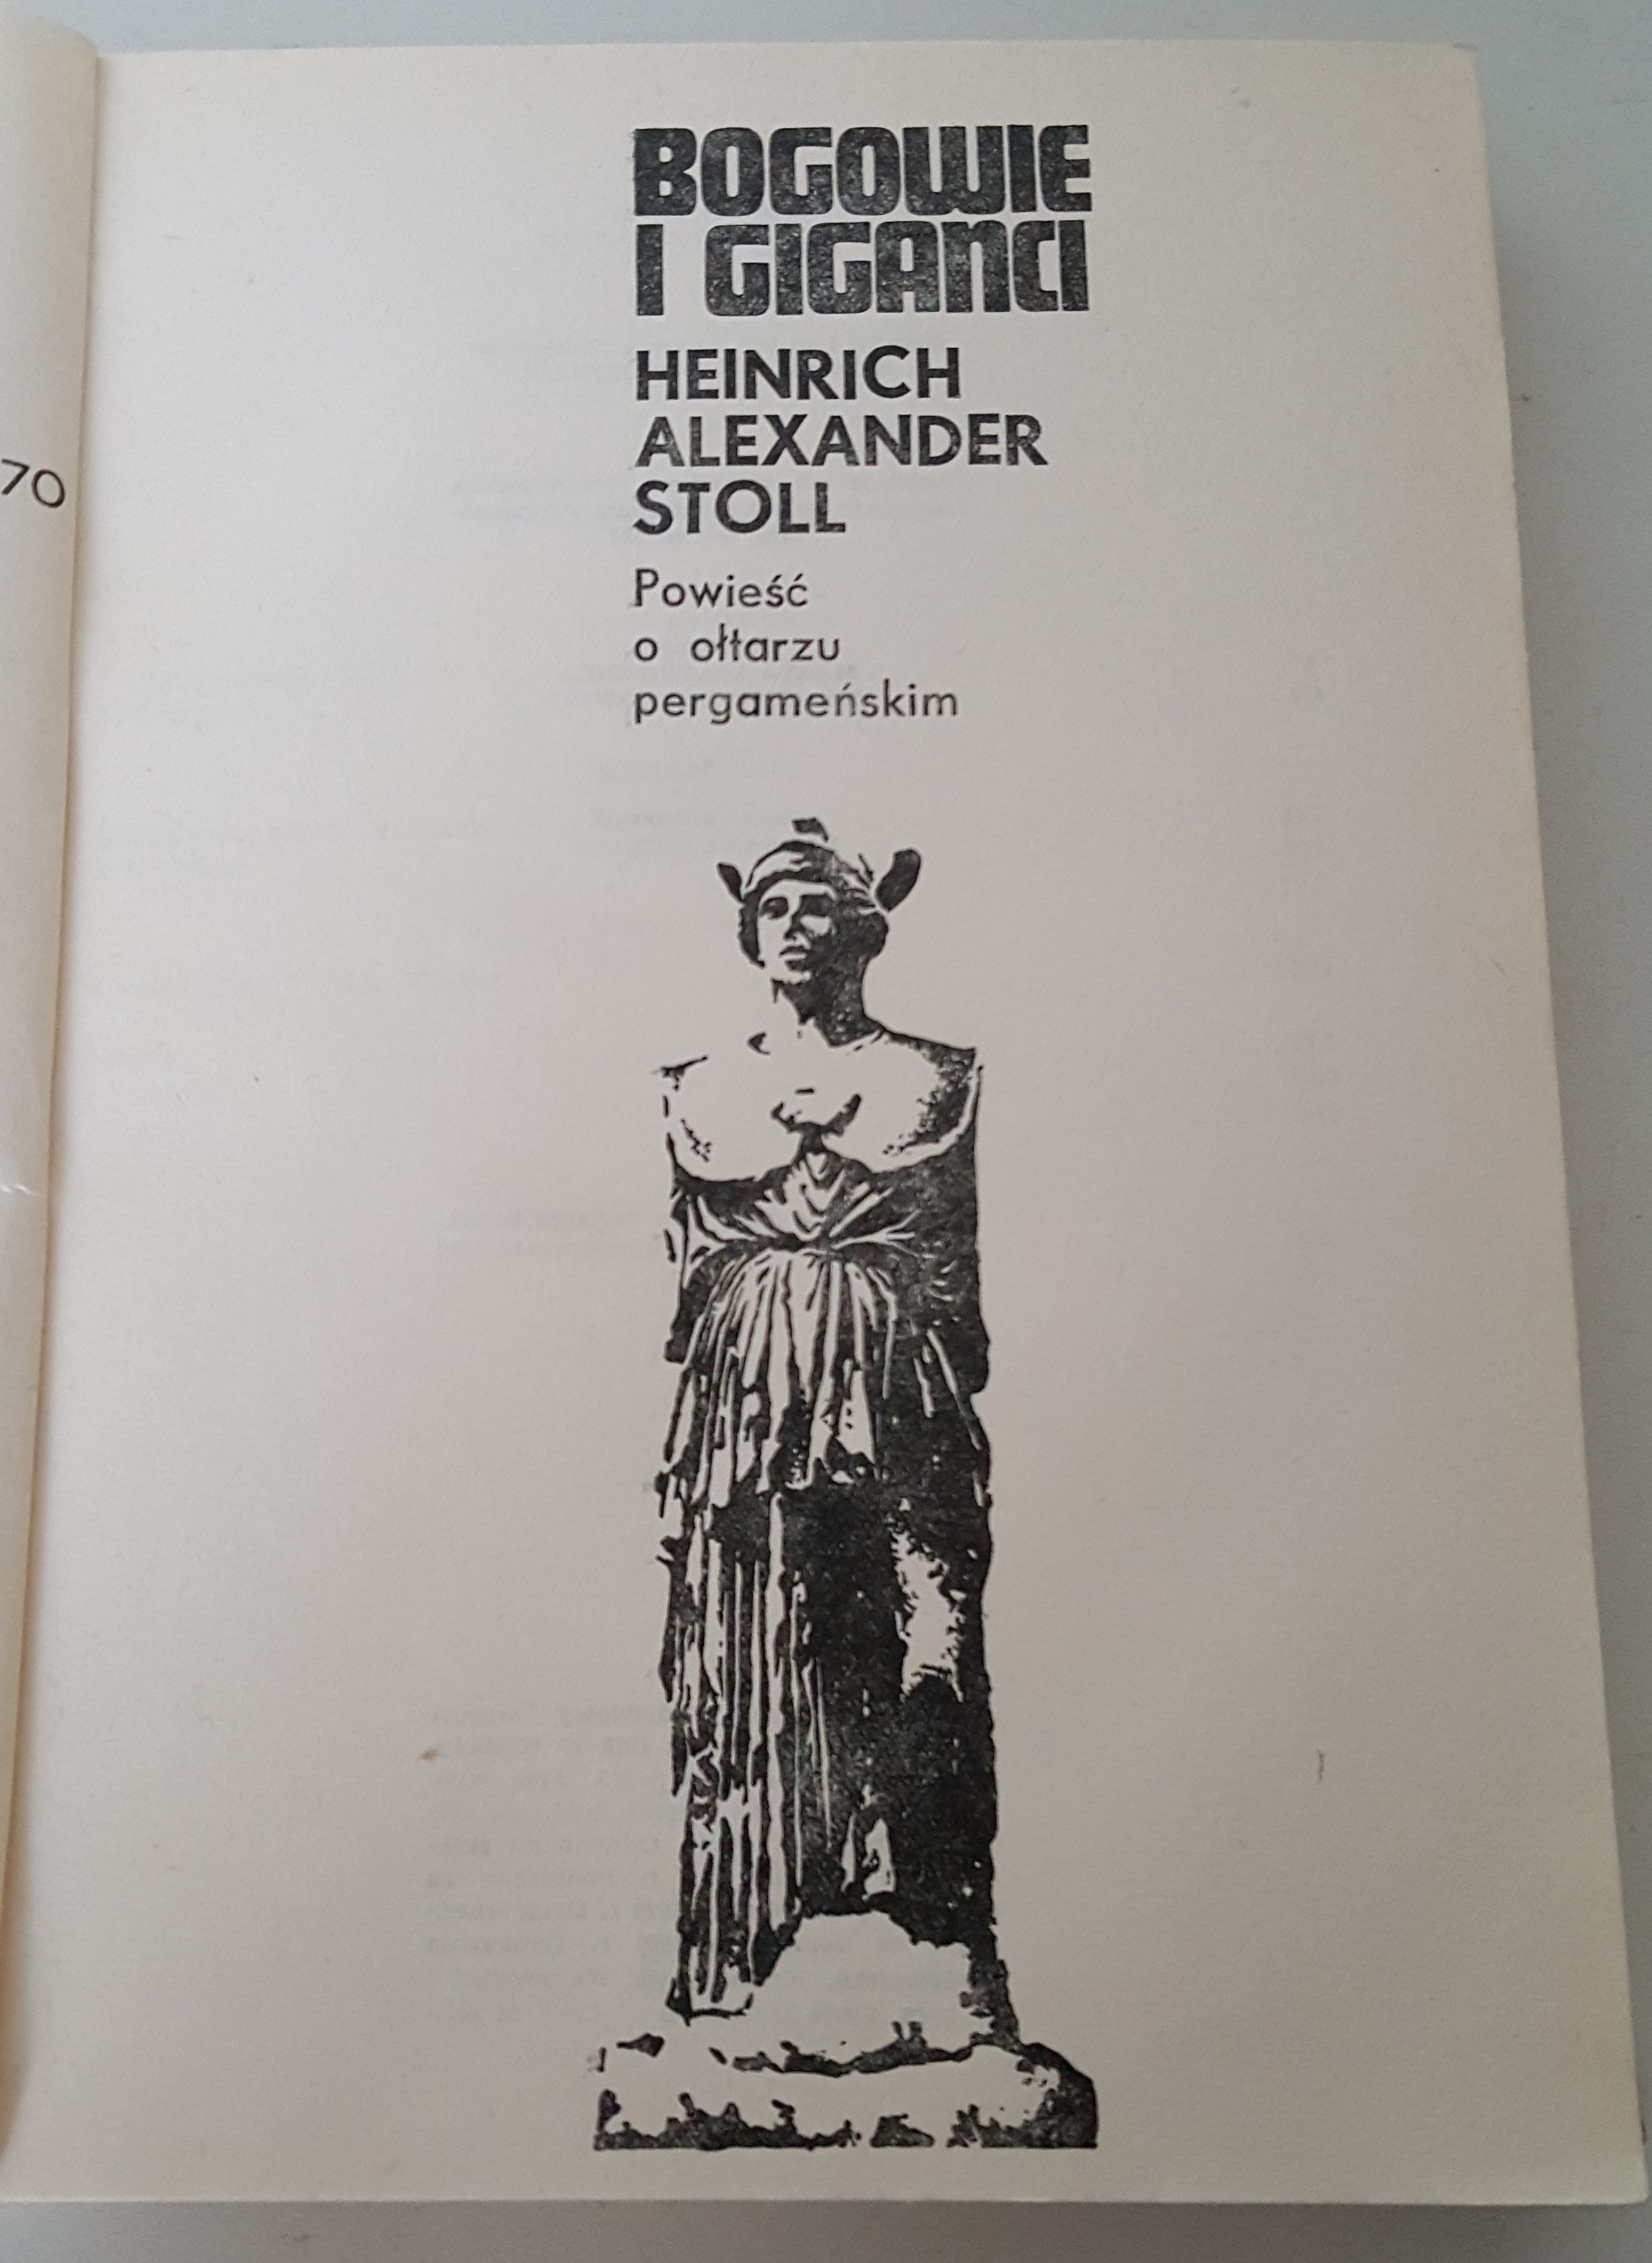 70
BOGOWIE
I GIGANCI
HEINRICH
ALEXANDER
STOLL
Powieść
o ołtarzu
pergameńskim